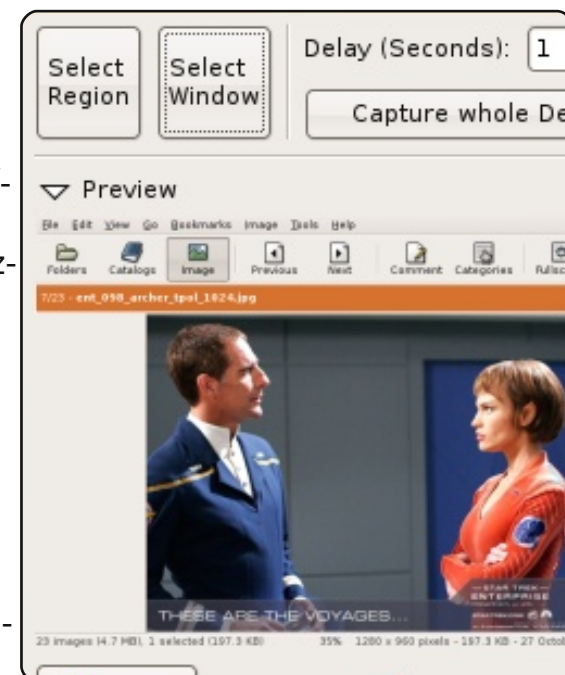 Select
Region
Select
Window
Delay (Seconds): 1
Capture whole De
-
Preview
z-
File Edit View Go Bookmarks Image Tools Help
Folders Catalogs Image Previous Next Comment Categories Fullsc
7/23 - ent_098_archer_tpol_1024.jpg
STAR TREK
ENTERPRISE
THESE ARE THE VOYAGES...
-
23 images (4.7 MB), 1 selected (197.3 KB) 35% 1280 x 960 pixels - 197.3 KB - 27 Octob